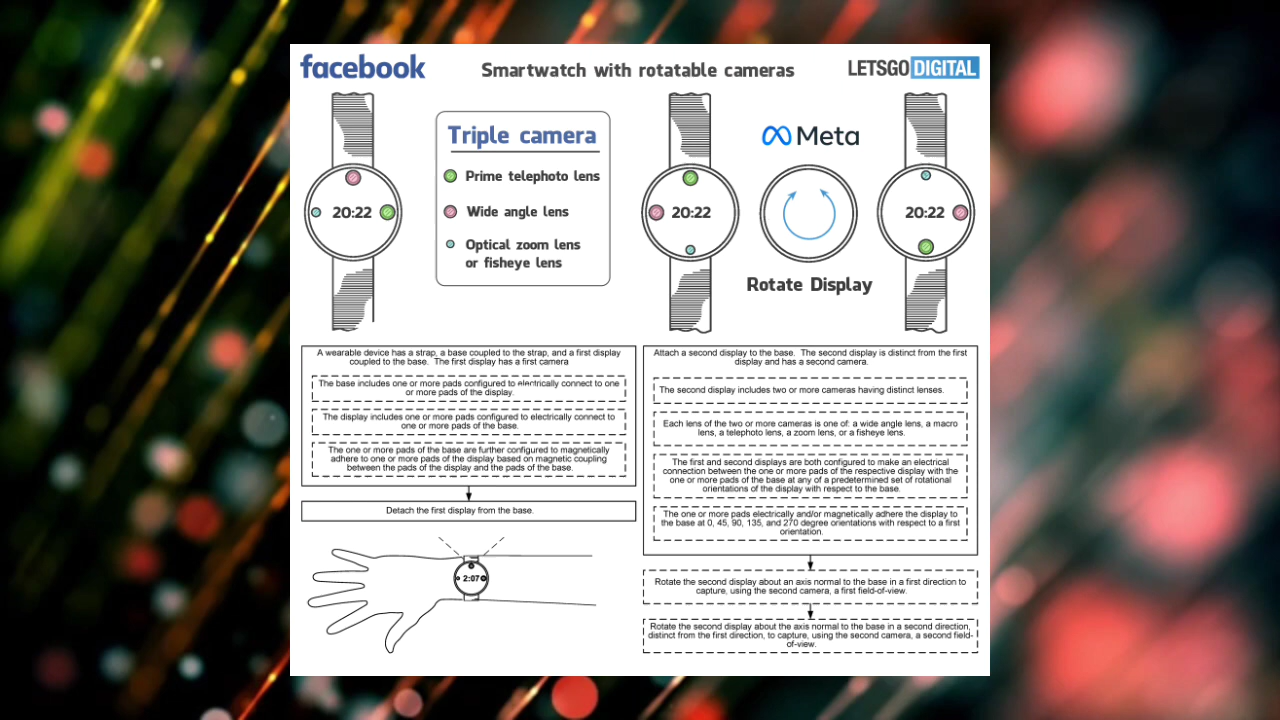 facebook
Smartwatch with rotatable cameras
LETSGODIGITAL
Triple camera
Prime telephoto lens
Wide angle lens
Optical zoom lens
or fisheye lens
20:22
20:22
Meta
20:22
Rotate Display
A wearable device has a strap, a base coupled to the strap, and a first display
coupled to the base. The first display has a first camera
The base includes one or more pads configured to electrically connect to one
or more pads of the display.
The display includes one or more pads configured to electrically connect to
one or more pads of the base.
The one or more pads of the base are further configured to magnetically
adhere to one or more pads of the display based on magnetic coupling
between the pads of the display and the pads of the base.
Detach the first display from the base.
2:07
Attach a second display to the base. The second display is distinct from the first
display and has a second camera.
The second display includes two or more cameras having distinct lenses.
Each lens of the two or more cameras is one of: a wide angle lens, a macro
lens, a telephoto lens, a zoom lens, or a fisheye lens.
The first and second displays are both configured to make an electrical
connection between the one or more pads of the respective display with the
one or more pads of the base at any of a predetermined set of rotational
orientations of the display with respect to the base.
The one or more pads electrically and/or magnetically adhere the display to
the base at 0, 45, 90, 135, and 270 degree orientations with respect to a first
orientation.
Rotate the second display about an axis normal to the base in a first direction to
capture, using the second camera, a first field-of-view.
Rotate the second display about the axis normal to the base in a second direction,
distinct from the first direction, to capture, using the second camera, a second field-
of-view.